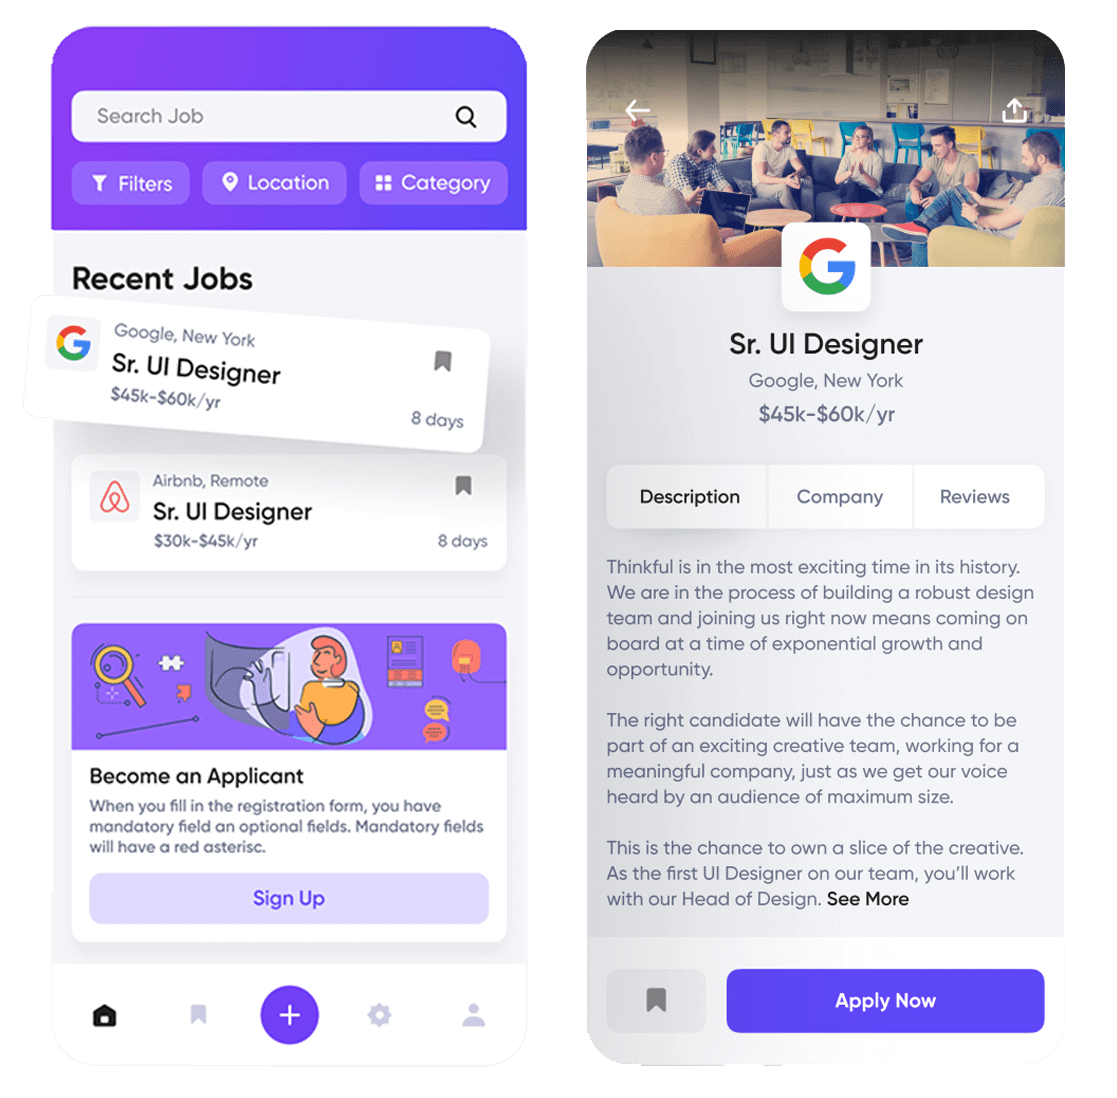 Search Job
Filters
Location
Category
Recent Jobs
Google, New York
Sr. UI Designer
$45k-$60k/yr
8 days
Airbnb, Remote
Sr. UI Designer
$30k-$45k/yr
8 days
Become an Applicant
When you fill in the registration form, you have
mandatory field an optional fields. Mandatory fields
will have a red asterisc.
Sign Up
G
Sr. UI Designer
Google, New York
$45k-$60k/yr
Description
Company
Reviews
Thinkful is in the most exciting time in its history.
We are in the process of building a robust design
team and joining us right now means coming on
board at a time of exponential growth and
opportunity.
The right candidate will have the chance to be
part of an exciting creative team, working for a
meaningful company, just as we get our voice
heard by an audience of maximum size.
This is the chance to own a slice of the creative.
As the first UI Designer on our team, you'll work
with our Head of Design. See More
Apply Now